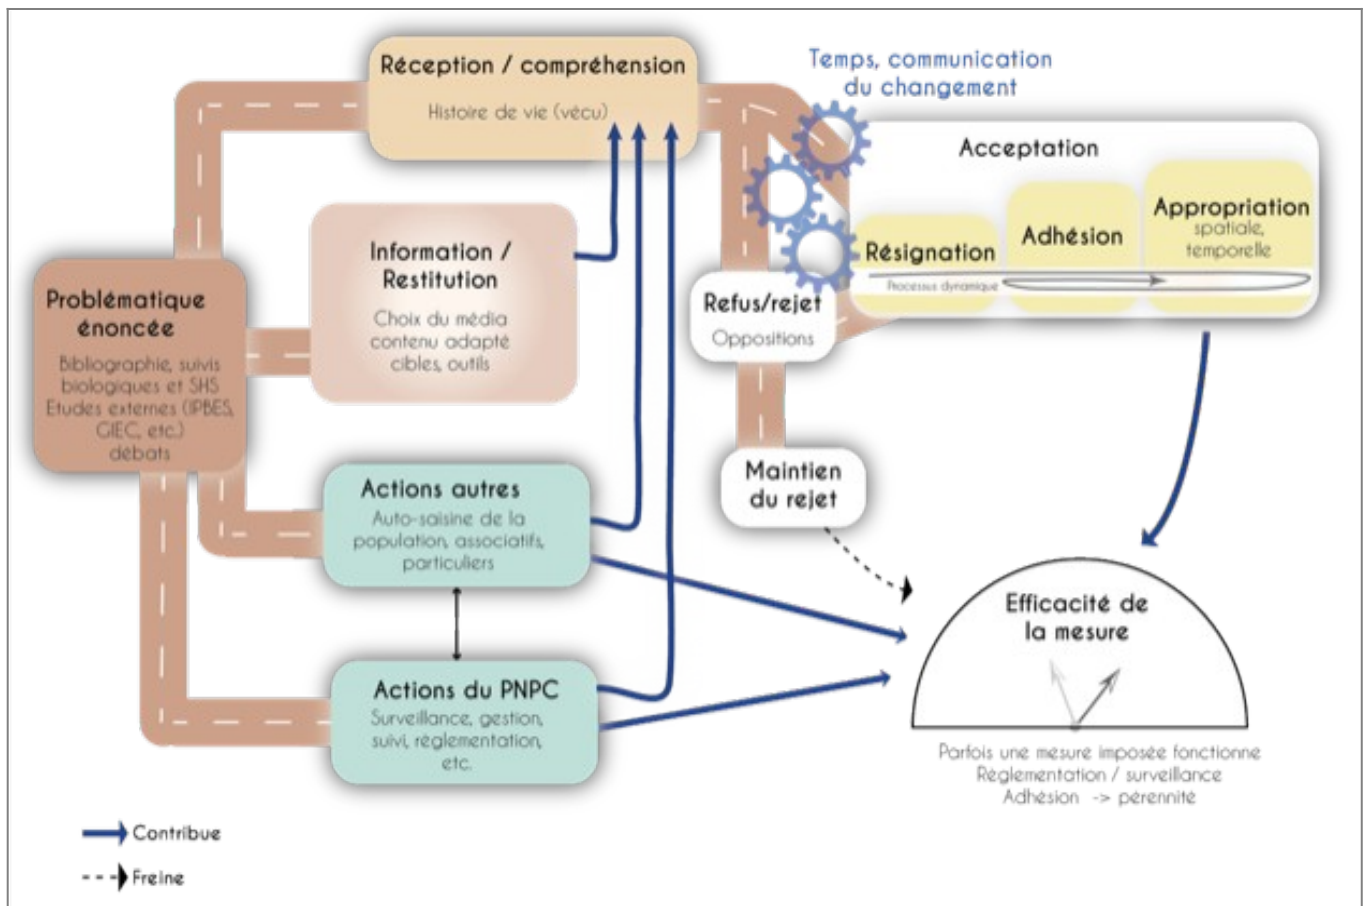 Réception / compréhension
Histoire de vie (vécu)
Temps, communication
du changement
Acceptation
Résignation
Adhésion
Appropriation
spatiale,
temporelle
Processus dynamique
Information /
Restitution
Choix du média
contenu adapté
cibles, outils
Problématique
énoncée
Bibliographie, suivis
biologiques et SHS
Etudes externes (IPBES,
GIEC, etc.)
débats
Refus/rejet
Oppositions
Maintien
du rejet
Actions autres
Auto-saisine de la
population, associatifs,
particuliers
Actions du PNPC
Surveillance, gestion,
suivi, réglementation,
etc.
Efficacité de
la mesure
Parfois une mesure imposée fonctionne
Réglementation / surveillance
Adhésion -> pérennité
Contribue
Freine